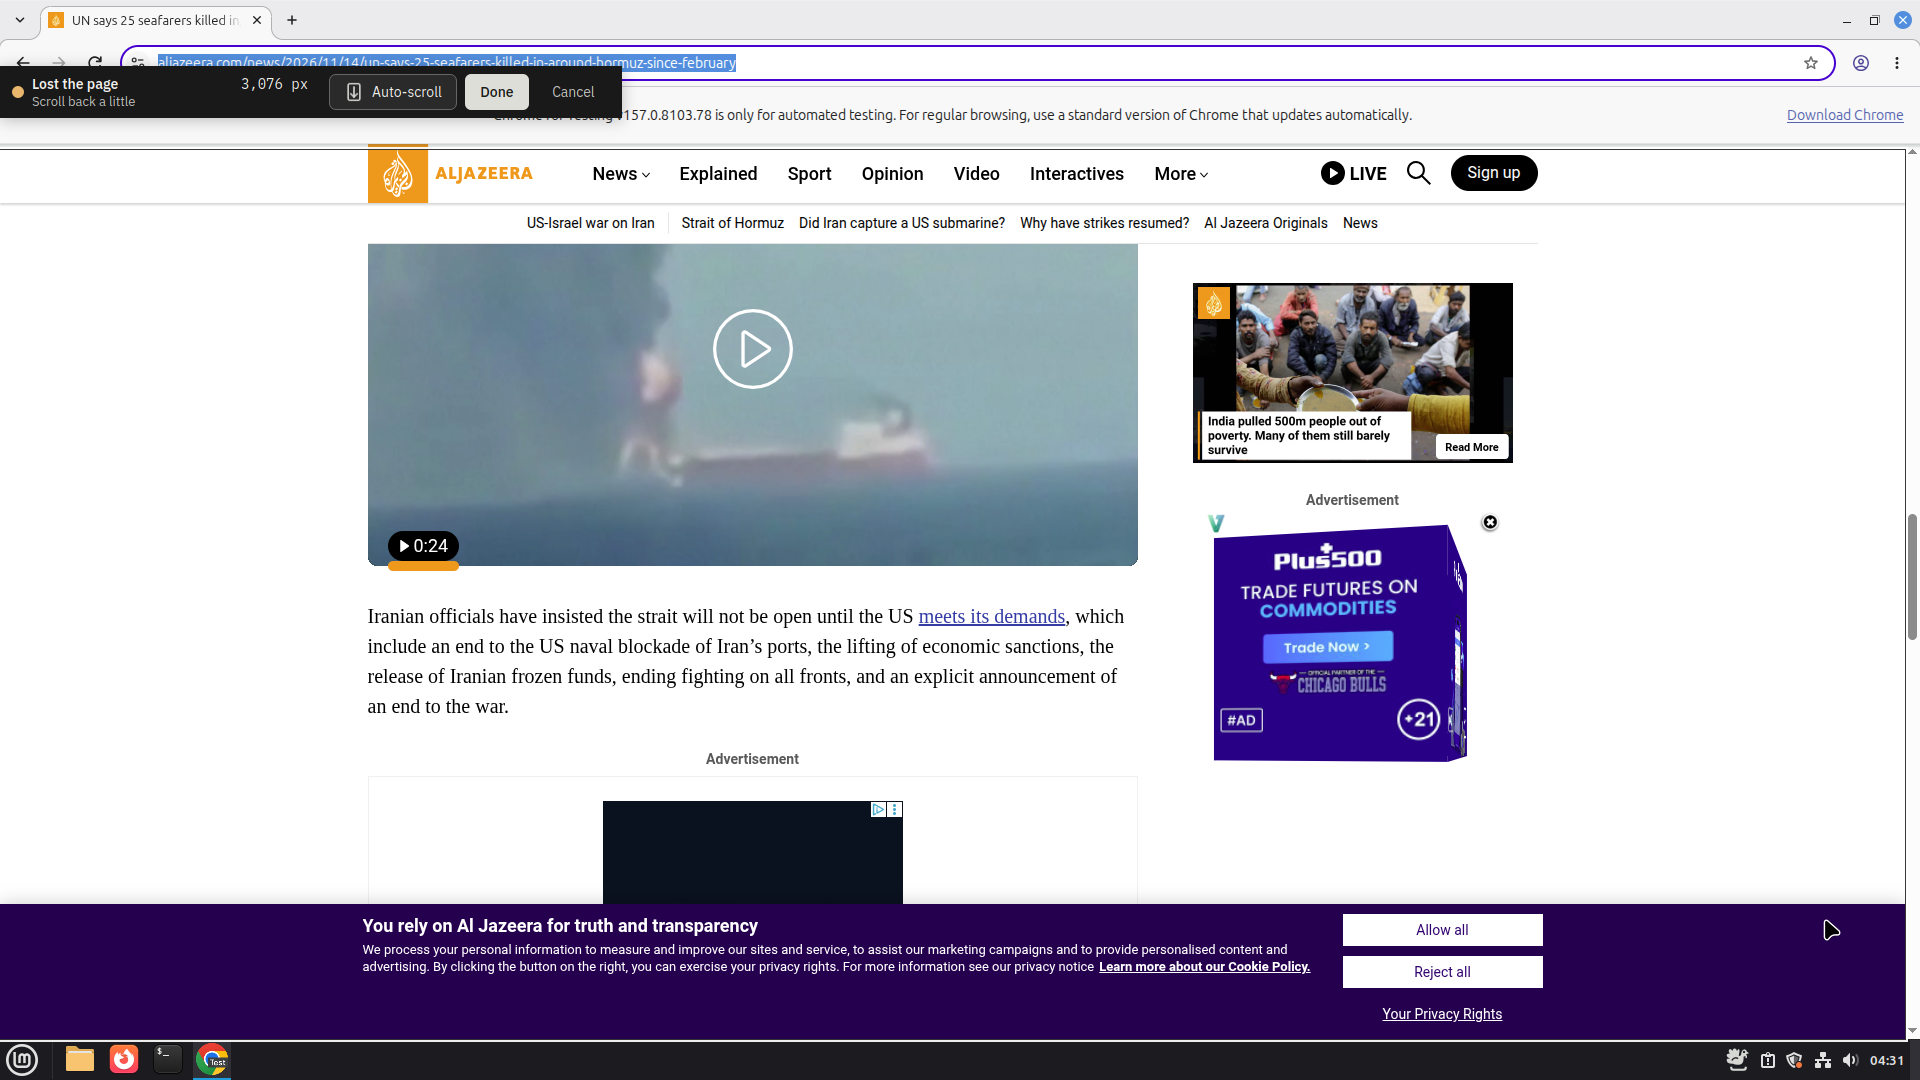 UN says 25 seafarers killed in
aljazeera.com/news/2026/11/14/un-says-25-seafarers-killed-in-around-hormuz-since-february
Lost the page
Scroll back a little
3,076 px
Auto-scroll
Done
Cancel
Chrome for Testing v157.0.8103.78 is only for automated testing. For regular browsing, use a standard version of Chrome that updates automatically.
Download Chrome
ALJAZEERA
News
Explained
Sport
Opinion
Video
Interactives
More
LIVE
Sign up
US-Israel war on Iran
Strait of Hormuz
Did Iran capture a US submarine?
Why have strikes resumed?
Al Jazeera Originals
News
0:24
India pulled 500m people out of
poverty. Many of them still barely
survive
Read More
Advertisement
Plus500
TRADE FUTURES ON
COMMODITIES
Trade Now >
OFFICIAL PARTNER OF THE
CHICAGO BULLS
#AD
+21
Iranian officials have insisted the strait will not be open until the US meets its demands, which
include an end to the US naval blockade of Iran’s ports, the lifting of economic sanctions, the
release of Iranian frozen funds, ending fighting on all fronts, and an explicit announcement of
an end to the war.
Advertisement
You rely on Al Jazeera for truth and transparency
We process your personal information to measure and improve our sites and service, to assist our marketing campaigns and to provide personalised content and
advertising. By clicking the button on the right, you can exercise your privacy rights. For more information see our privacy notice Learn more about our Cookie Policy.
Allow all
Reject all
Your Privacy Rights
Test
04:31